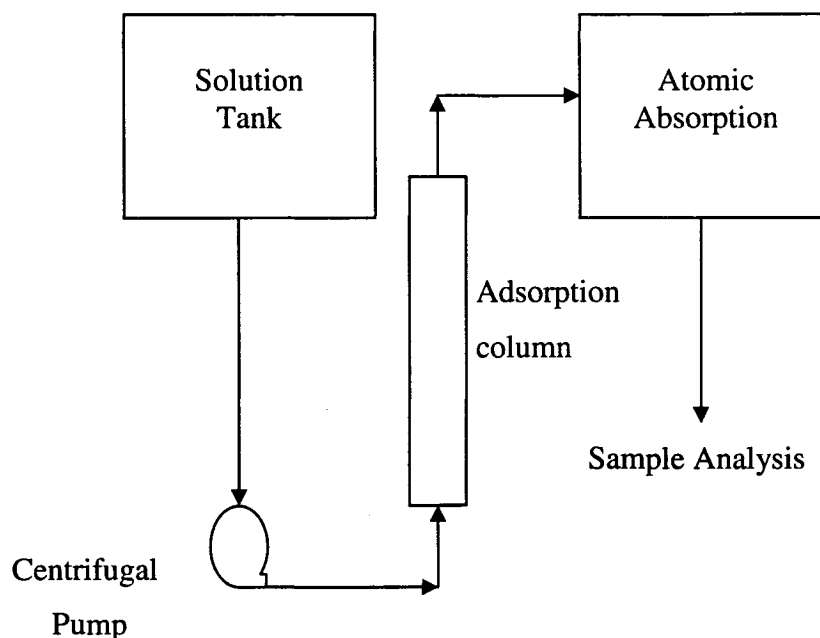 Solution
Tank
Atomic
Absorption
Adsorption
column
Sample Analysis
Centrifugal
Pump